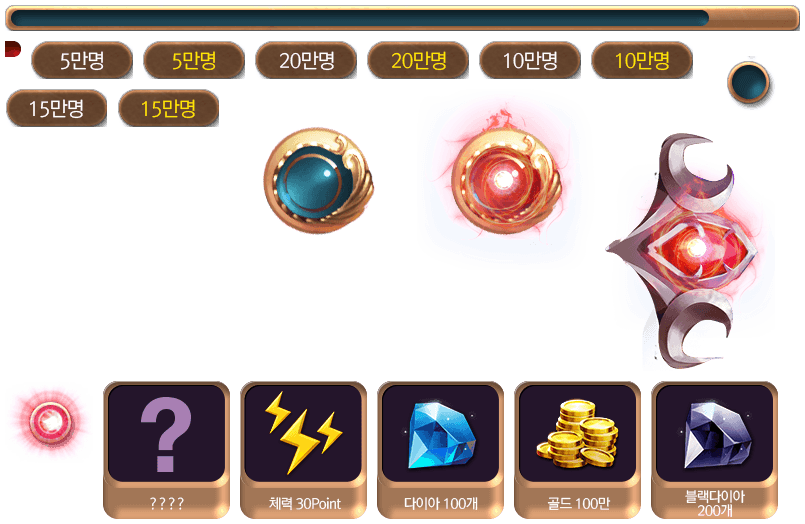 5만명
5만명
20만명
20만명
10만명
10만명
15만명
15만명
?
????
체력 30Point
다이아 100개
골드 100만
블랙다이아
200개